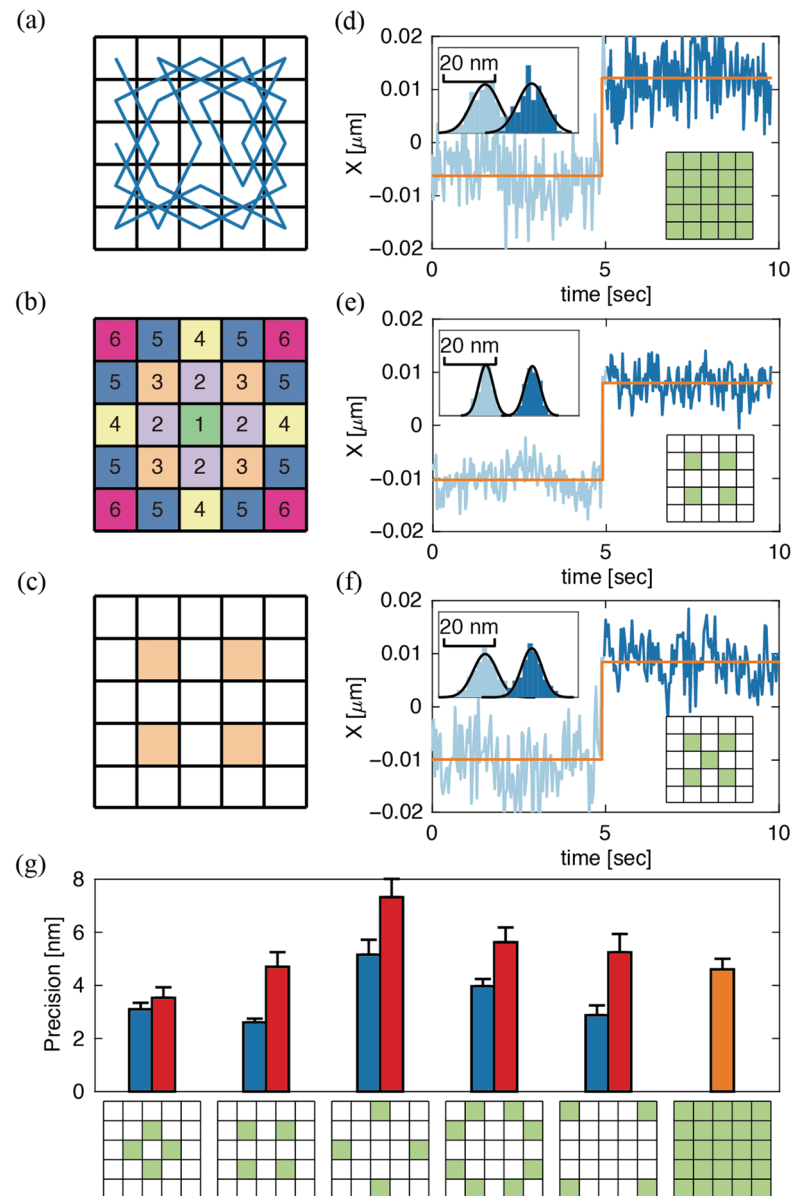 (a)
(b)
6 5 4 5 6
5 3 2 3 5
4 2 1 2 4
5 3 2 3 5
6 5 4 5 6
(c)
(d)
0.02
0.01
0
−0.01
−0.02
X [μm]
20 nm
0 5 10
time [sec]
(e)
0.02
0.01
0
−0.01
−0.02
X [μm]
20 nm
0 5 10
time [sec]
(f)
0.02
0.01
0
−0.01
−0.02
X [μm]
20 nm
0 5 10
time [sec]
(g)
8
6
4
2
0
Precision [nm]